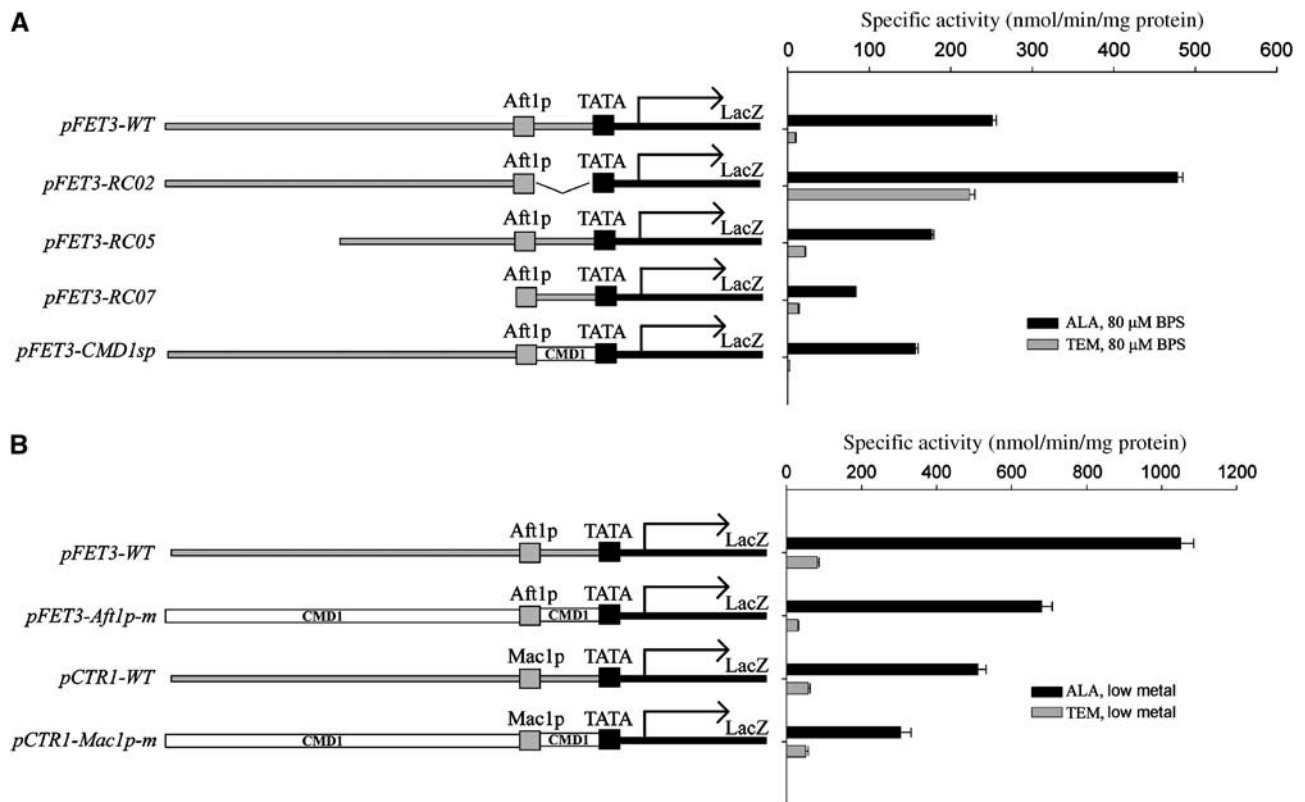 A
Specific activity (nmol/min/mg protein)
0 100 200 300 400 500 600
Aft1p TATA
pFET3-WT LacZ
Aft1p TATA
pFET3-RC02 LacZ
Aft1p TATA
pFET3-RC05 LacZ
Aft1p TATA
pFET3-RC07 LacZ
Aft1p TATA
pFET3-CMD1sp CMD1 LacZ
ALA, 80 µM BPS
TEM, 80 µM BPS
B
Specific activity (nmol/min/mg protein)
0 200 400 600 800 1000 1200
Aft1p TATA
pFET3-WT LacZ
Aft1p TATA
pFET3-Aft1p-m CMD1 CMD1 LacZ
Mac1p TATA
pCTR1-WT LacZ
Mac1p TATA
pCTR1-Mac1p-m CMD1 CMD1 LacZ
ALA, low metal
TEM, low metal